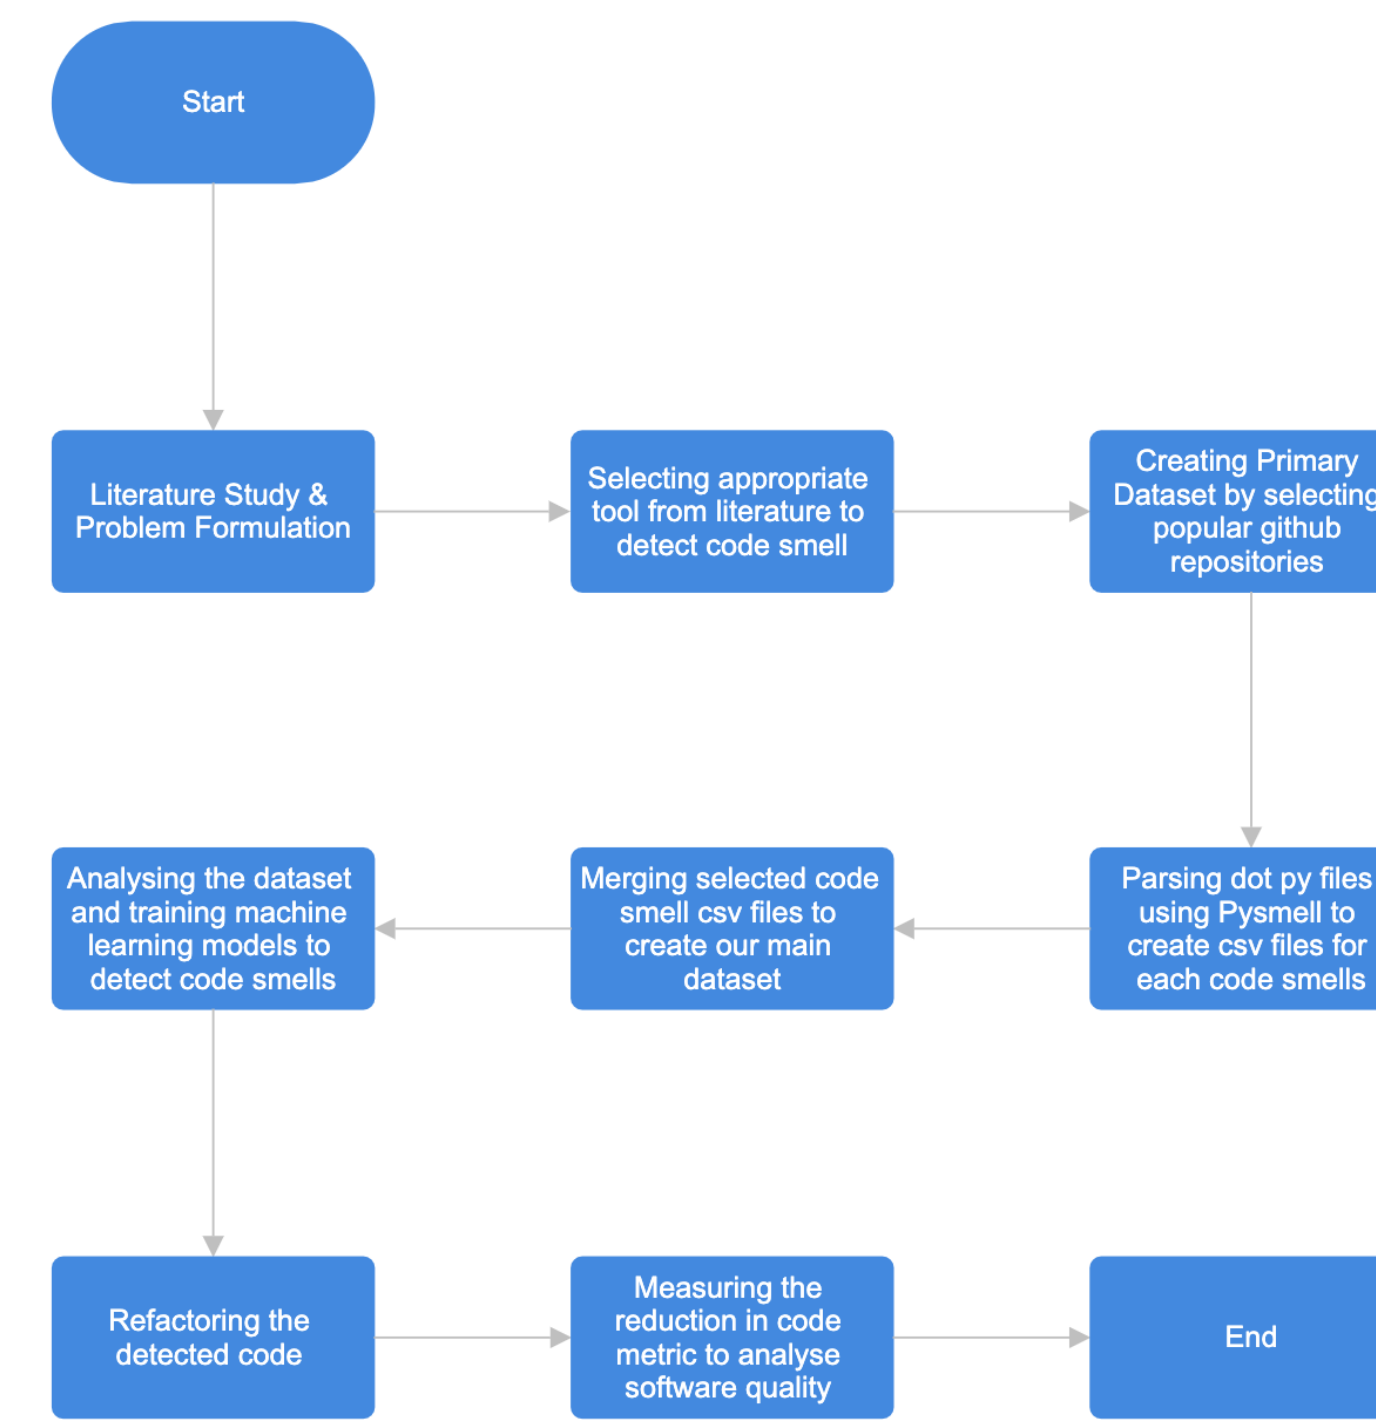 Start
Literature Study &
Problem Formulation
Selecting appropriate
tool from literature to
detect code smell
Creating Primary
Dataset by selecting
popular github
repositories
Parsing dot py files
using Pysmell to
create csv files for
each code smells
Merging selected code
smell csv files to
create our main
dataset
Analysing the dataset
and training machine
learning models to
detect code smells
Refactoring the
detected code
Measuring the
reduction in code
metric to analyse
software quality
End